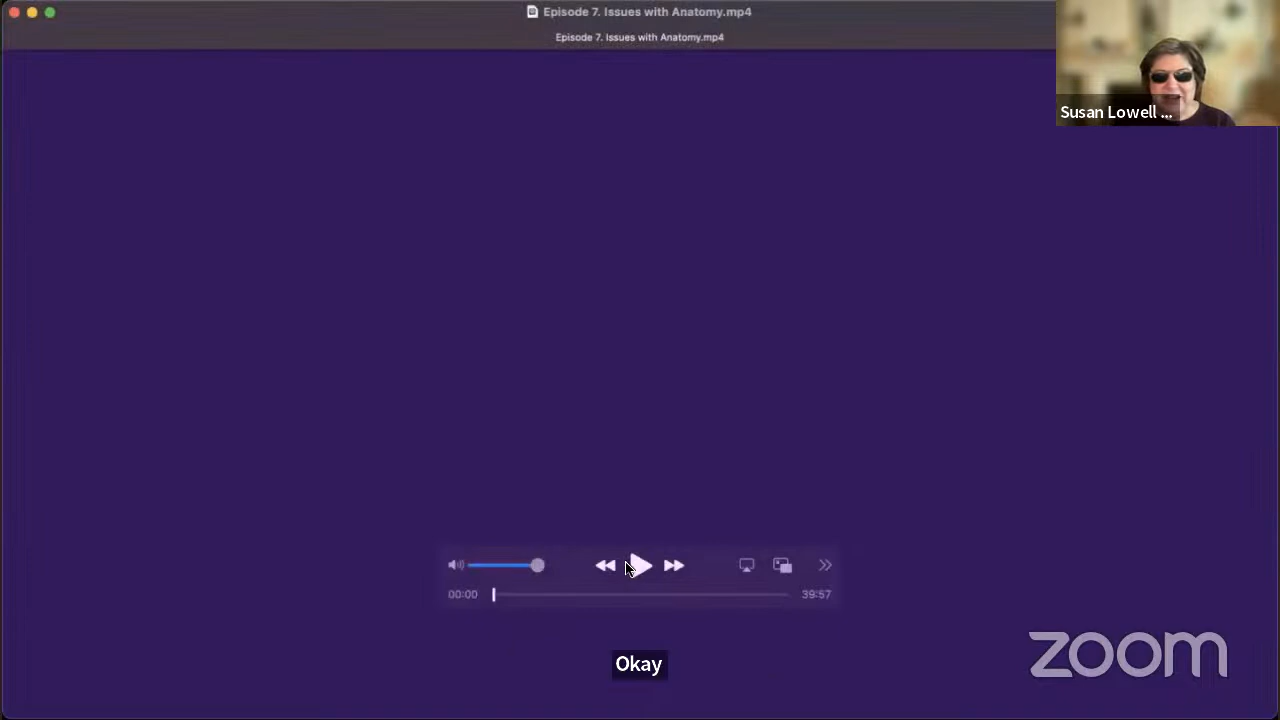 Episode 7. Issues with Anatomy.mp4
Episode 7. Issues with Anatomy.mp4
Susan Lowell ...
00:00
39:57
Okay
zoom